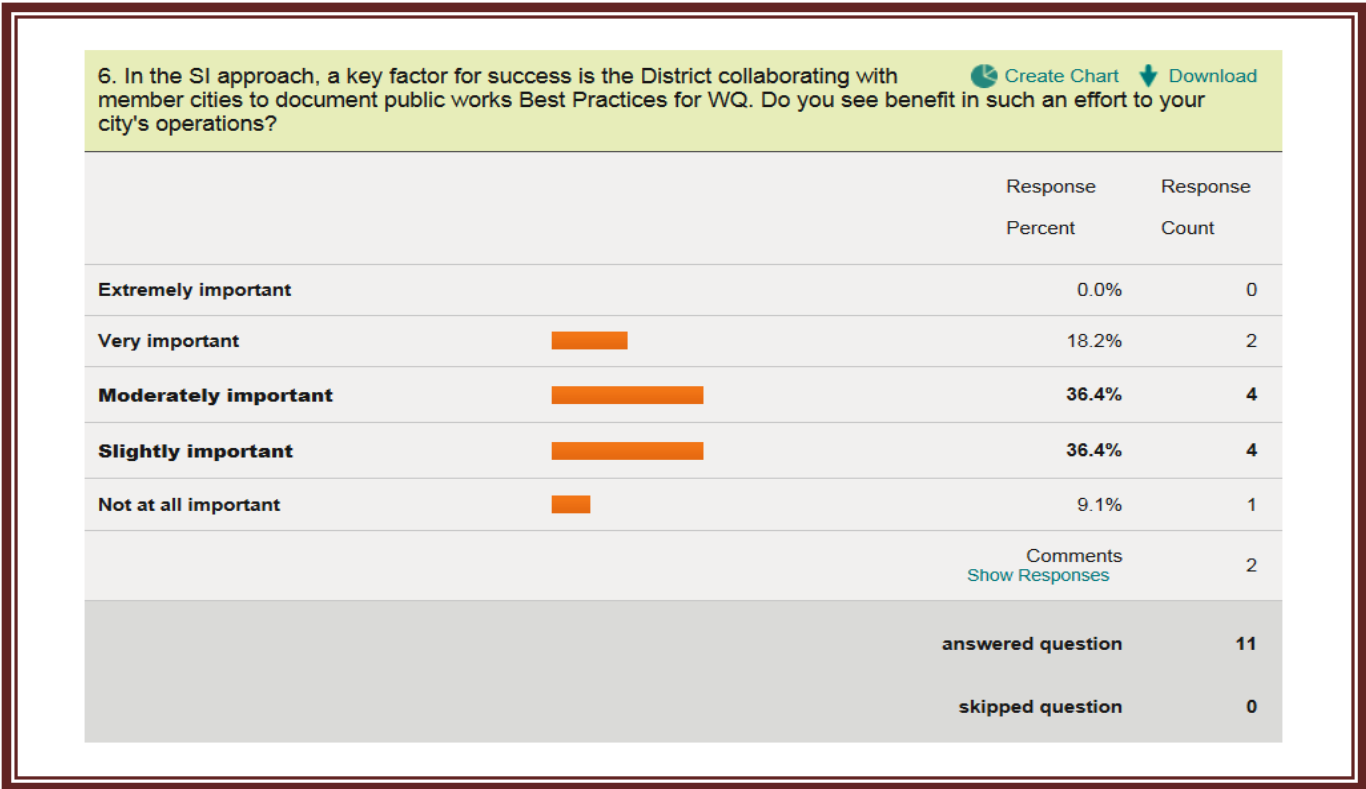 6. In the SI approach, a key factor for success is the District collaborating with
Create Chart Download
member cities to document public works Best Practices for WQ. Do you see benefit in such an effort to your
city's operations?
Response Response
Percent Count
Extremely important 0.0% 0
Very important 18.2% 2
Moderately important 36.4% 4
Slightly important 36.4% 4
Not at all important 9.1% 1
Comments
Show Responses 2
answered question 11
skipped question 0